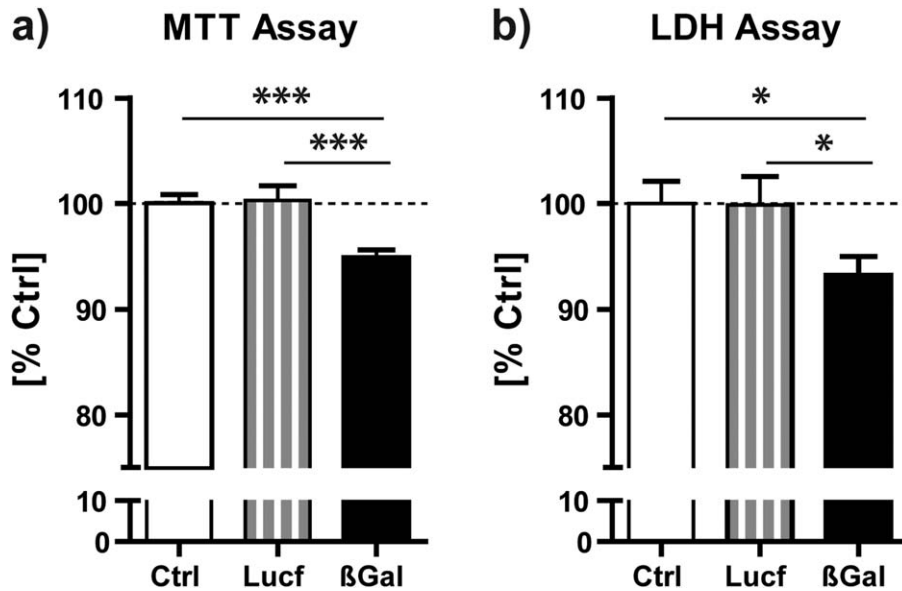 a) MTT Assay
[% Ctrl]
110
100
90
80
10
0
***
***
Ctrl Lucf ßGal
b) LDH Assay
[% Ctrl]
110
100
90
80
10
0
*
*
Ctrl Lucf ßGal